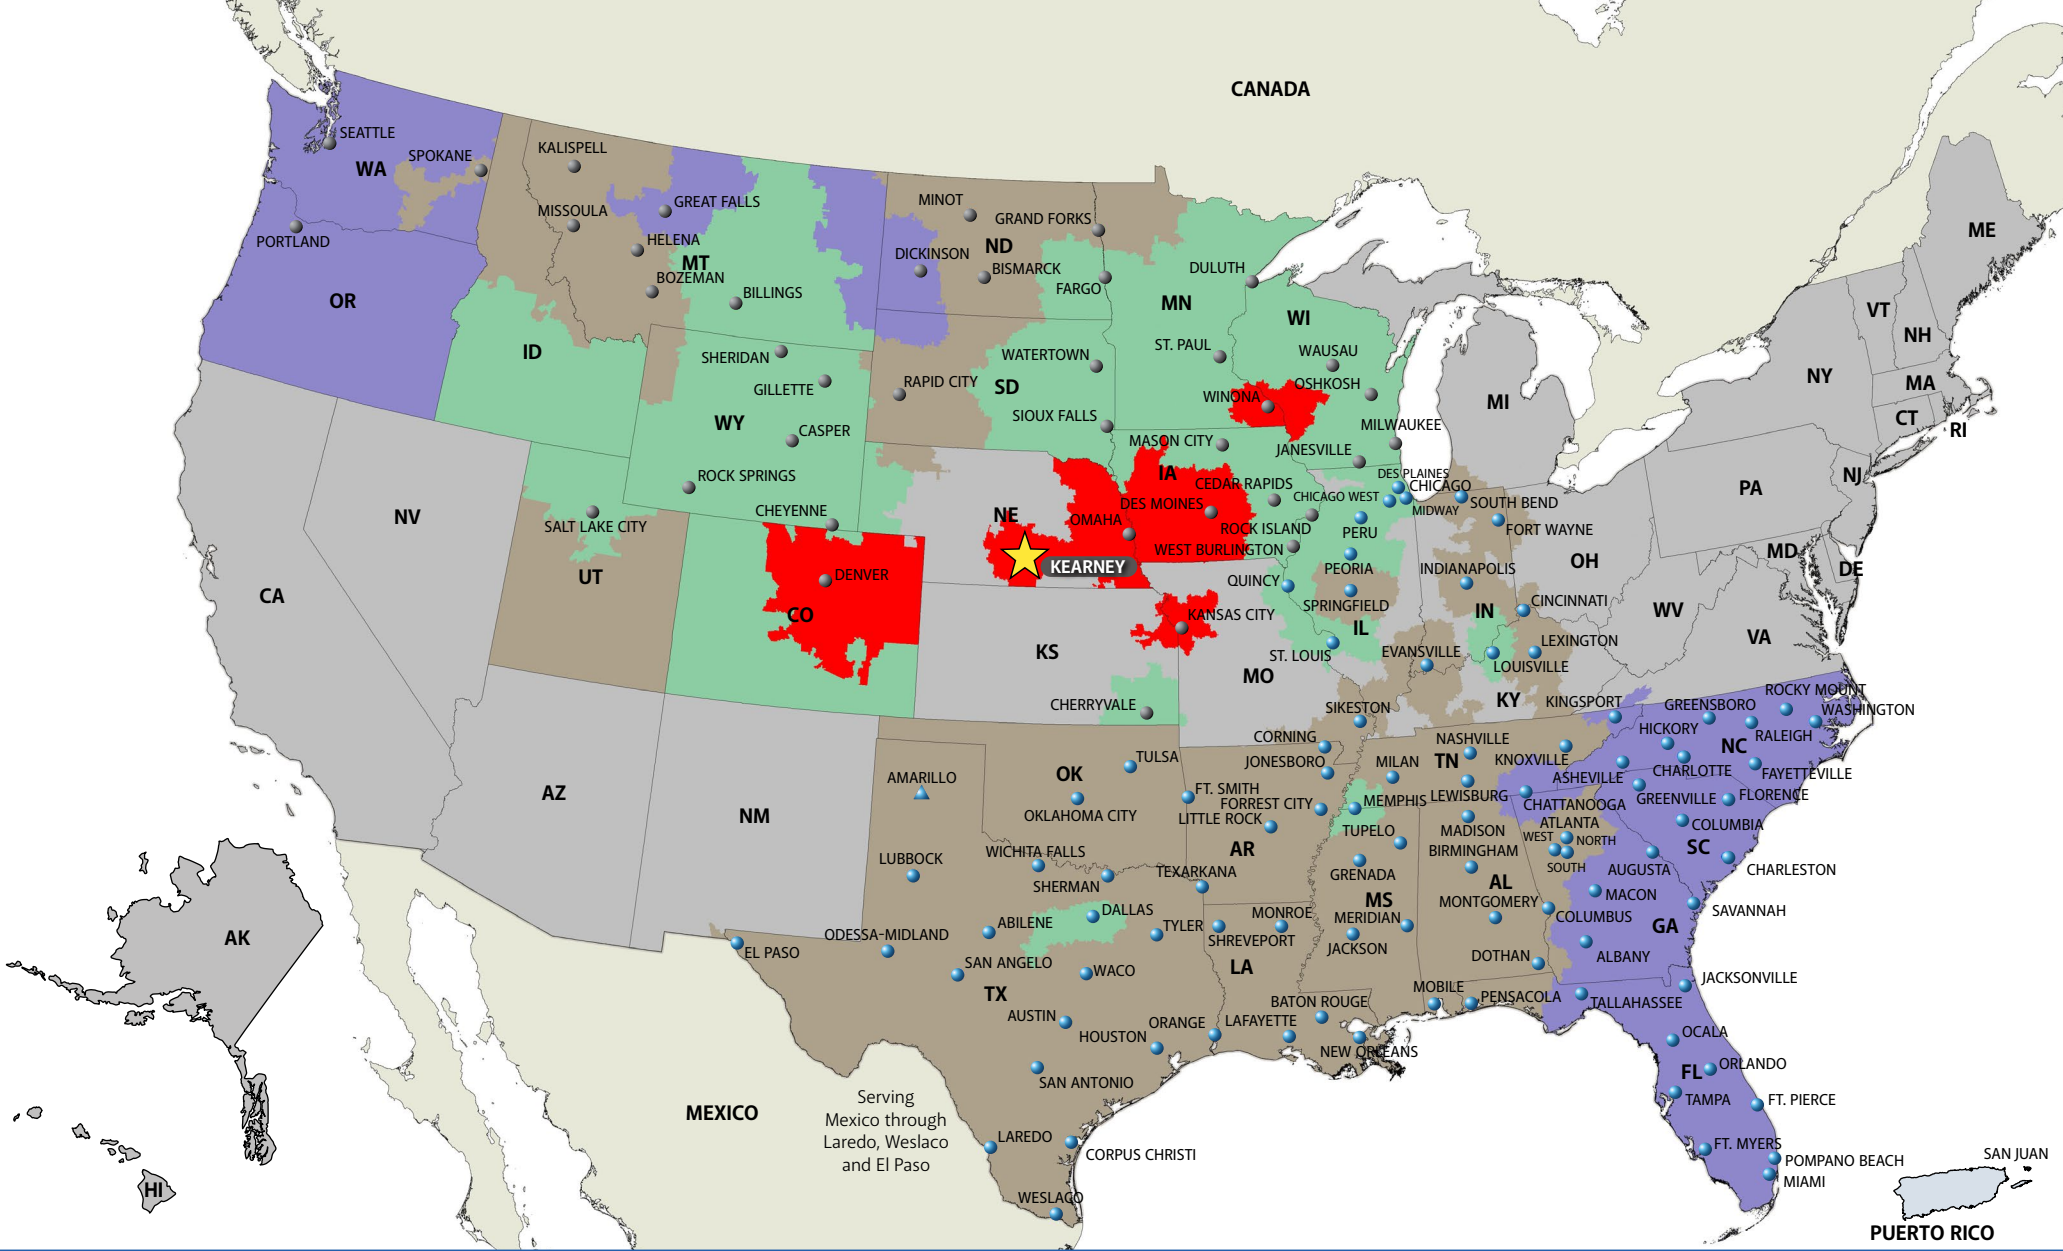 CANADA
SEATTLE
WA
SPOKANE
KALISPELL
MISSOULA
GREAT FALLS
HELENA
MT
BOZEMAN
BILLINGS
PORTLAND
OR
ID
MINOT
GRAND FORKS
ND
DICKINSON
BISMARCK
FARGO
DULUTH
MN
WI
ST. PAUL
WAUSAU
OSHKOSH
WINONA
MILWAUKEE
JANESVILLE
MASON CITY
SHERIDAN
GILLETTE
WY
CASPER
ROCK SPRINGS
CHEYENNE
RAPID CITY
WATERTOWN
SD
SIOUX FALLS
MI
ME
VT
NH
NY
MA
CT
RI
NJ
PA
MD
DE
OH
WV
VA
IA
CEDAR RAPIDS
DES MOINES
ROCK ISLAND
WEST BURLINGTON
NE
OMAHA
KEARNEY
DES PLAINES
CHICAGO
CHICAGO WEST
MIDWAY
SOUTH BEND
FORT WAYNE
PERU
PEORIA
QUINCY
SPRINGFIELD
IL
INDIANAPOLIS
IN
CINCINNATI
LEXINGTON
LOUISVILLE
EVANSVILLE
ST. LOUIS
MO
KY
KINGSPORT
SIKESTON
CA
NV
SALT LAKE CITY
UT
DENVER
CO
KS
KANSAS CITY
CHERRYVALE
AZ
NM
AMARILLO
LUBBOCK
OK
TULSA
OKLAHOMA CITY
WICHITA FALLS
SHERMAN
CORNING
JONESBORO
FT. SMITH
FORREST CITY
LITTLE ROCK
AR
TEXARKANA
NASHVILLE
TN
MILAN
KNOXVILLE
MEMPHIS
LEWISBURG
CHATTANOOGA
TUPELO
MADISON
BIRMINGHAM
GRENADA
MS
AL
MONTGOMERY
MERIDIAN
JACKSON
DOTHAN
MONROE
SHREVEPORT
LA
ROCKY MOUNT
GREENSBORO
WASHINGTON
HICKORY
RALEIGH
NC
ASHEVILLE
CHARLOTTE
FAYETTEVILLE
GREENVILLE
FLORENCE
COLUMBIA
SC
CHARLESTON
ATLANTA
WEST
NORTH
SOUTH
AUGUSTA
MACON
SAVANNAH
COLUMBUS
GA
ALBANY
JACKSONVILLE
MOBILE
PENSACOLA
TALLAHASSEE
OCALA
ORLANDO
FL
TAMPA
FT. PIERCE
FT. MYERS
POMPANO BEACH
MIAMI
DALLAS
ABILENE
TYLER
ODESSA-MIDLAND
EL PASO
SAN ANGELO
WACO
TX
AUSTIN
HOUSTON
ORANGE
LAFAYETTE
BATON ROUGE
NEW ORLEANS
SAN ANTONIO
LAREDO
CORPUS CHRISTI
WESLACO
MEXICO
Serving
Mexico through
Laredo, Weslaco
and El Paso
AK
HI
SAN JUAN
PUERTO RICO